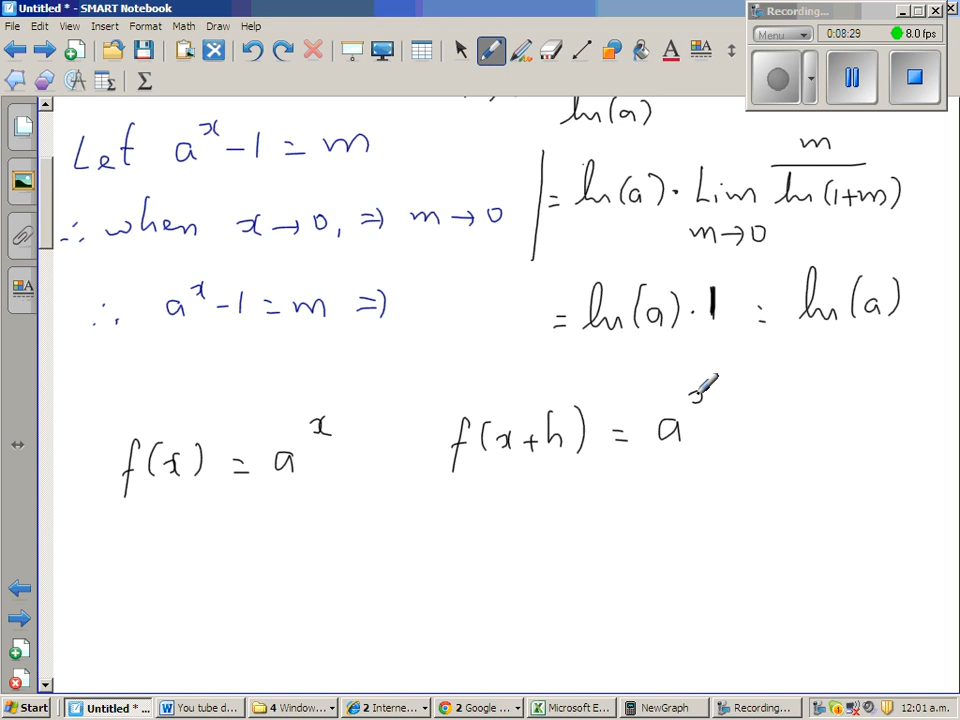 Untitled * - SMART Notebook
File Edit View Insert Format Math Draw Help
Recording...
Menu 0:08:29 8.0 fps
ln(a)
Let a^x - 1 = m
= ln(a) · Lim m→0 m / ln(1+m)
∴ when x → 0, ⇒ m → 0
∴ a^x - 1 = m ⇒
= ln(a) · 1 = ln(a)
f(x) = a^x f(x+h) = a
Start Untitled * ... You tube d... 4 Window... 2 Interne... 2 Google ... Microsoft E... NewGraph Recording... 12:01 a.m.